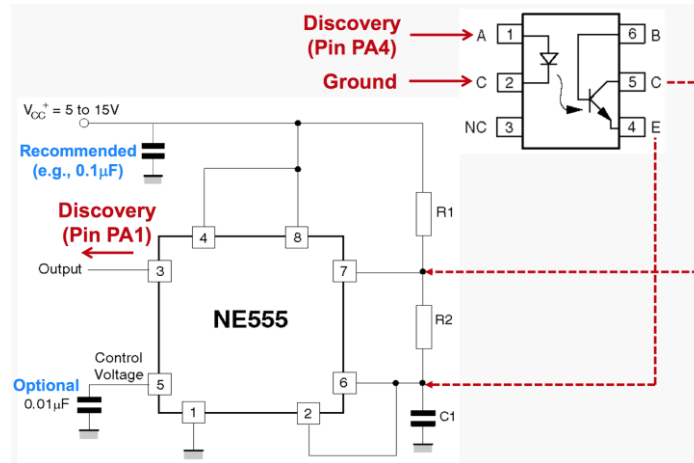 Discovery
(Pin PA4)
A
1
6
B
Ground
C
2
5
C
NC
3
4
E
V_CC⁺ = 5 to 15V
Recommended
(e.g., 0.1μF)
Discovery
(Pin PA1)
4
8
R1
Output
3
7
NE555
R2
Control
Voltage
Optional
0.01μF
5
6
1
2
C1